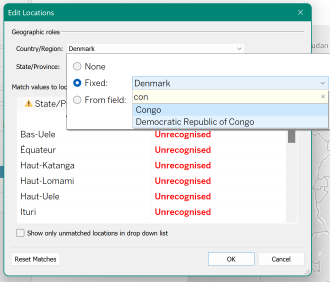 Edit Locations
Geographic roles
Country/Region: Denmark
State/Province:
None
Fixed: Denmark
From field: con
Congo
Democratic Republic of Congo
Match values to loc
State/P
Bas-Uele Unrecognised
Équateur Unrecognised
Haut-Katanga Unrecognised
Haut-Lomami Unrecognised
Haut-Uele Unrecognised
Ituri Unrecognised
Show only unmatched locations in drop down list
Reset Matches OK Cancel
udan